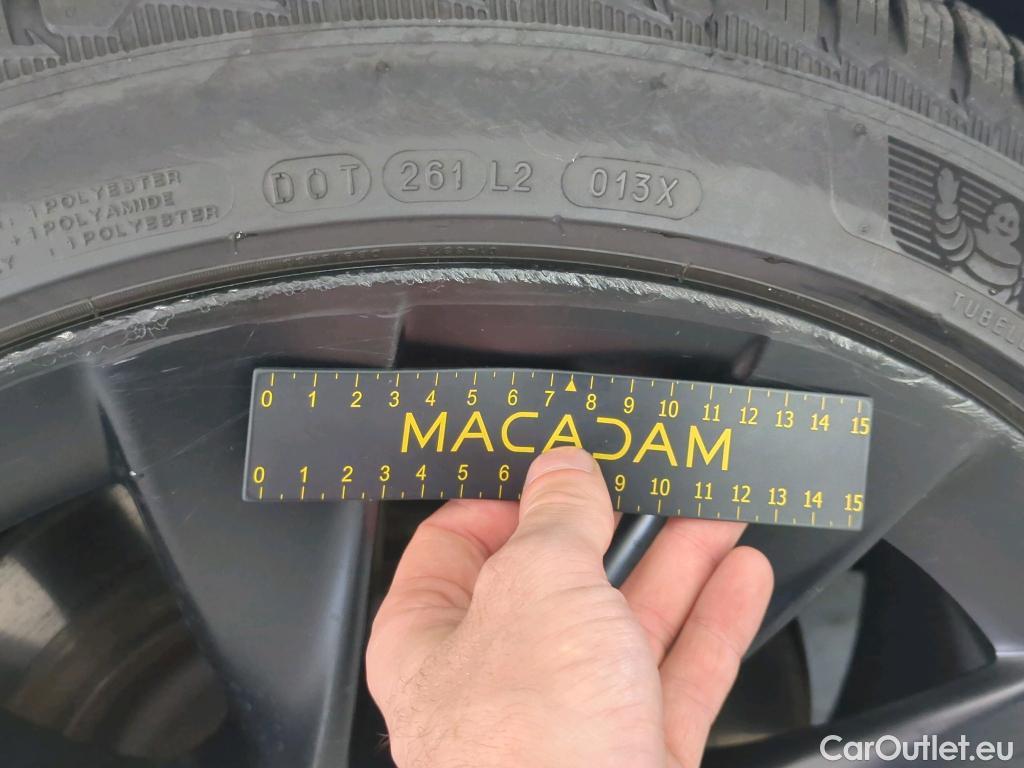 1 POLYESTER
+ 1 POLYAMIDE
1 POLYESTER
DOT 261 L2 013X
TUBELL
0 1 2 3 4 5 6 7 8 9 10 11 12 13 14 15
MACADAM
0 1 2 3 4 5 6 9 10 11 12 13 14 15
CarOutlet.eu